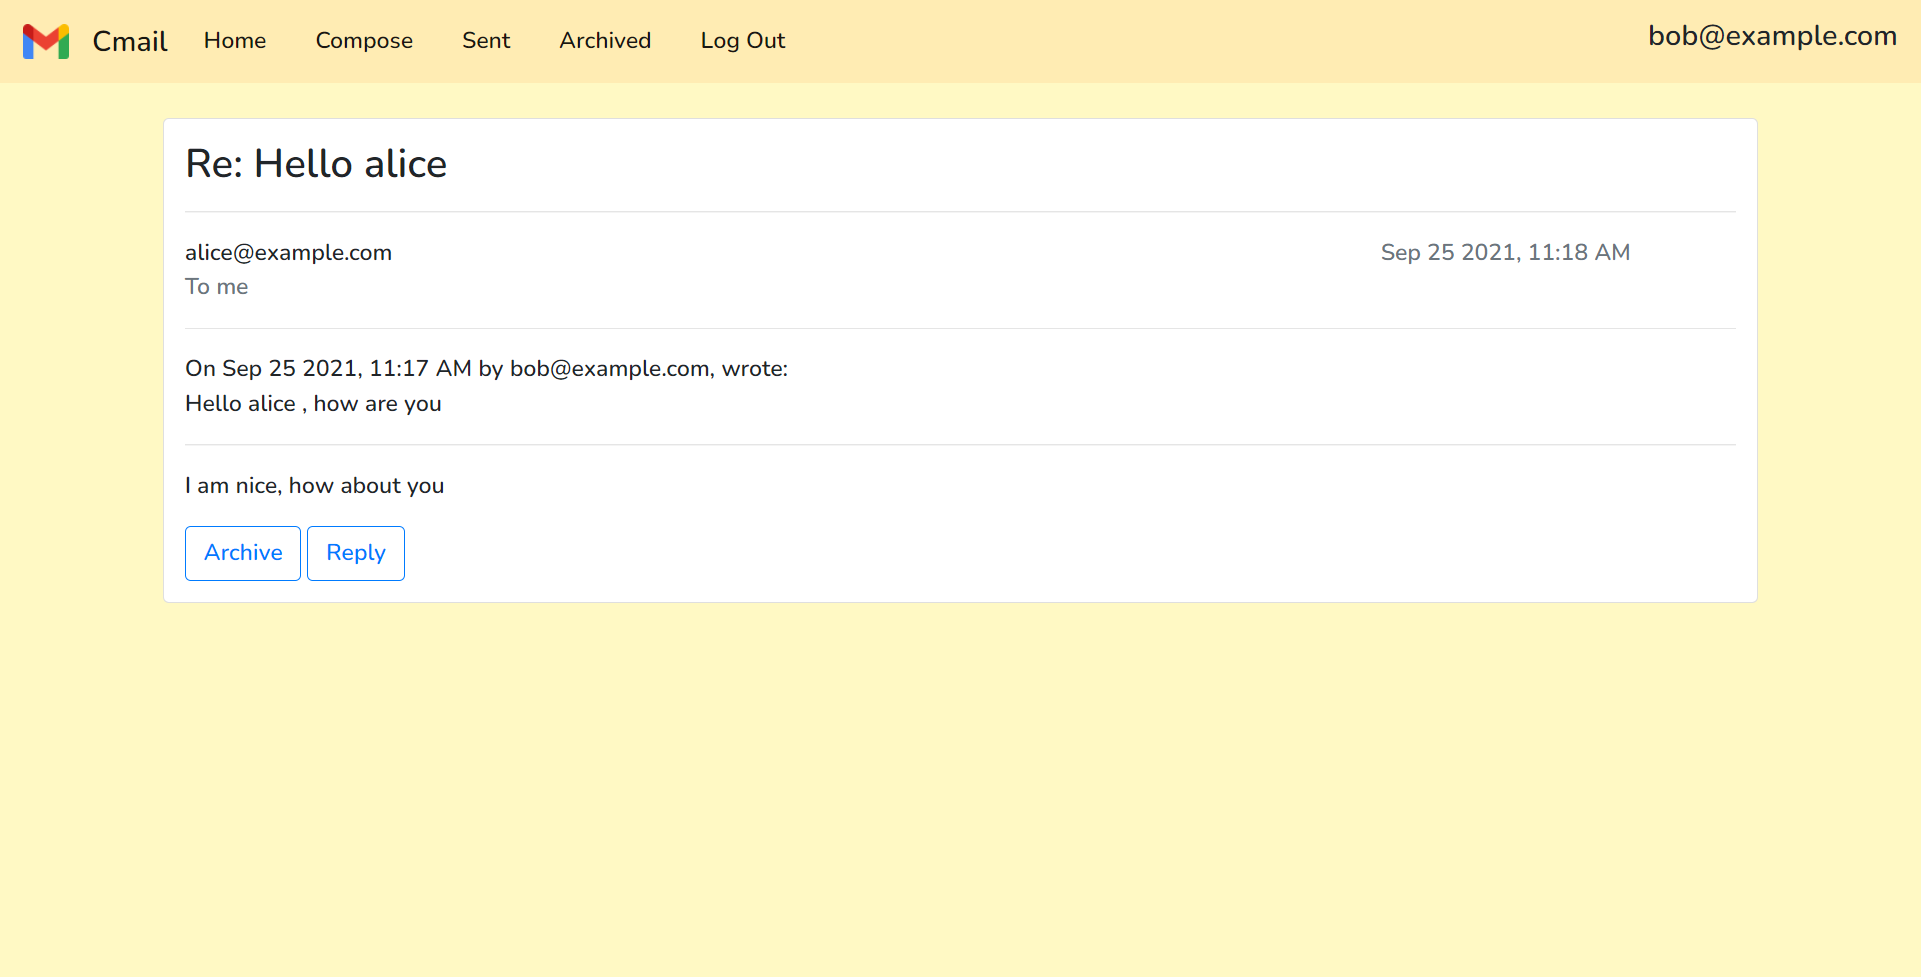 Cmail Home Compose Sent Archived Log Out bob@example.com
Re: Hello alice
alice@example.com Sep 25 2021, 11:18 AM
To me
On Sep 25 2021, 11:17 AM by bob@example.com, wrote:
Hello alice , how are you
I am nice, how about you
Archive Reply